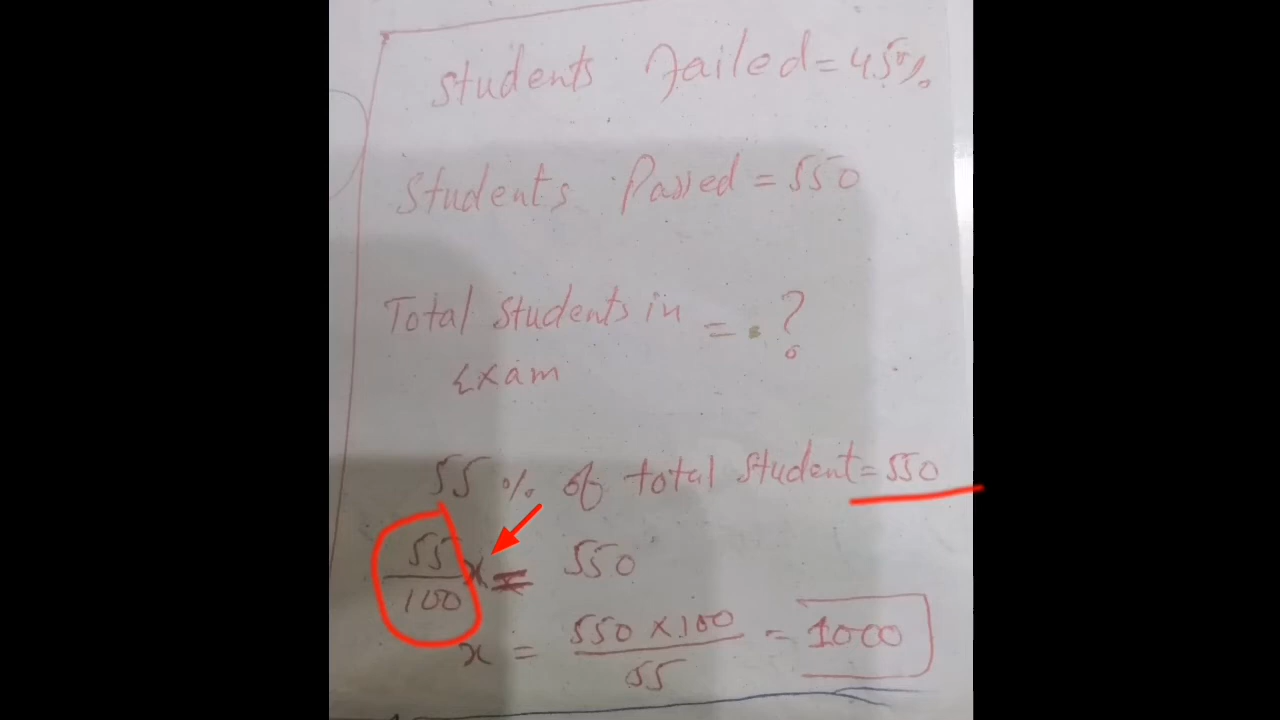 Students Failed = 45%
Students Passed = 550
Total Students in = ?
Exam
55 % of total Student = 550
55/100 x = 550
x = 550 × 100 / 55 = 1000